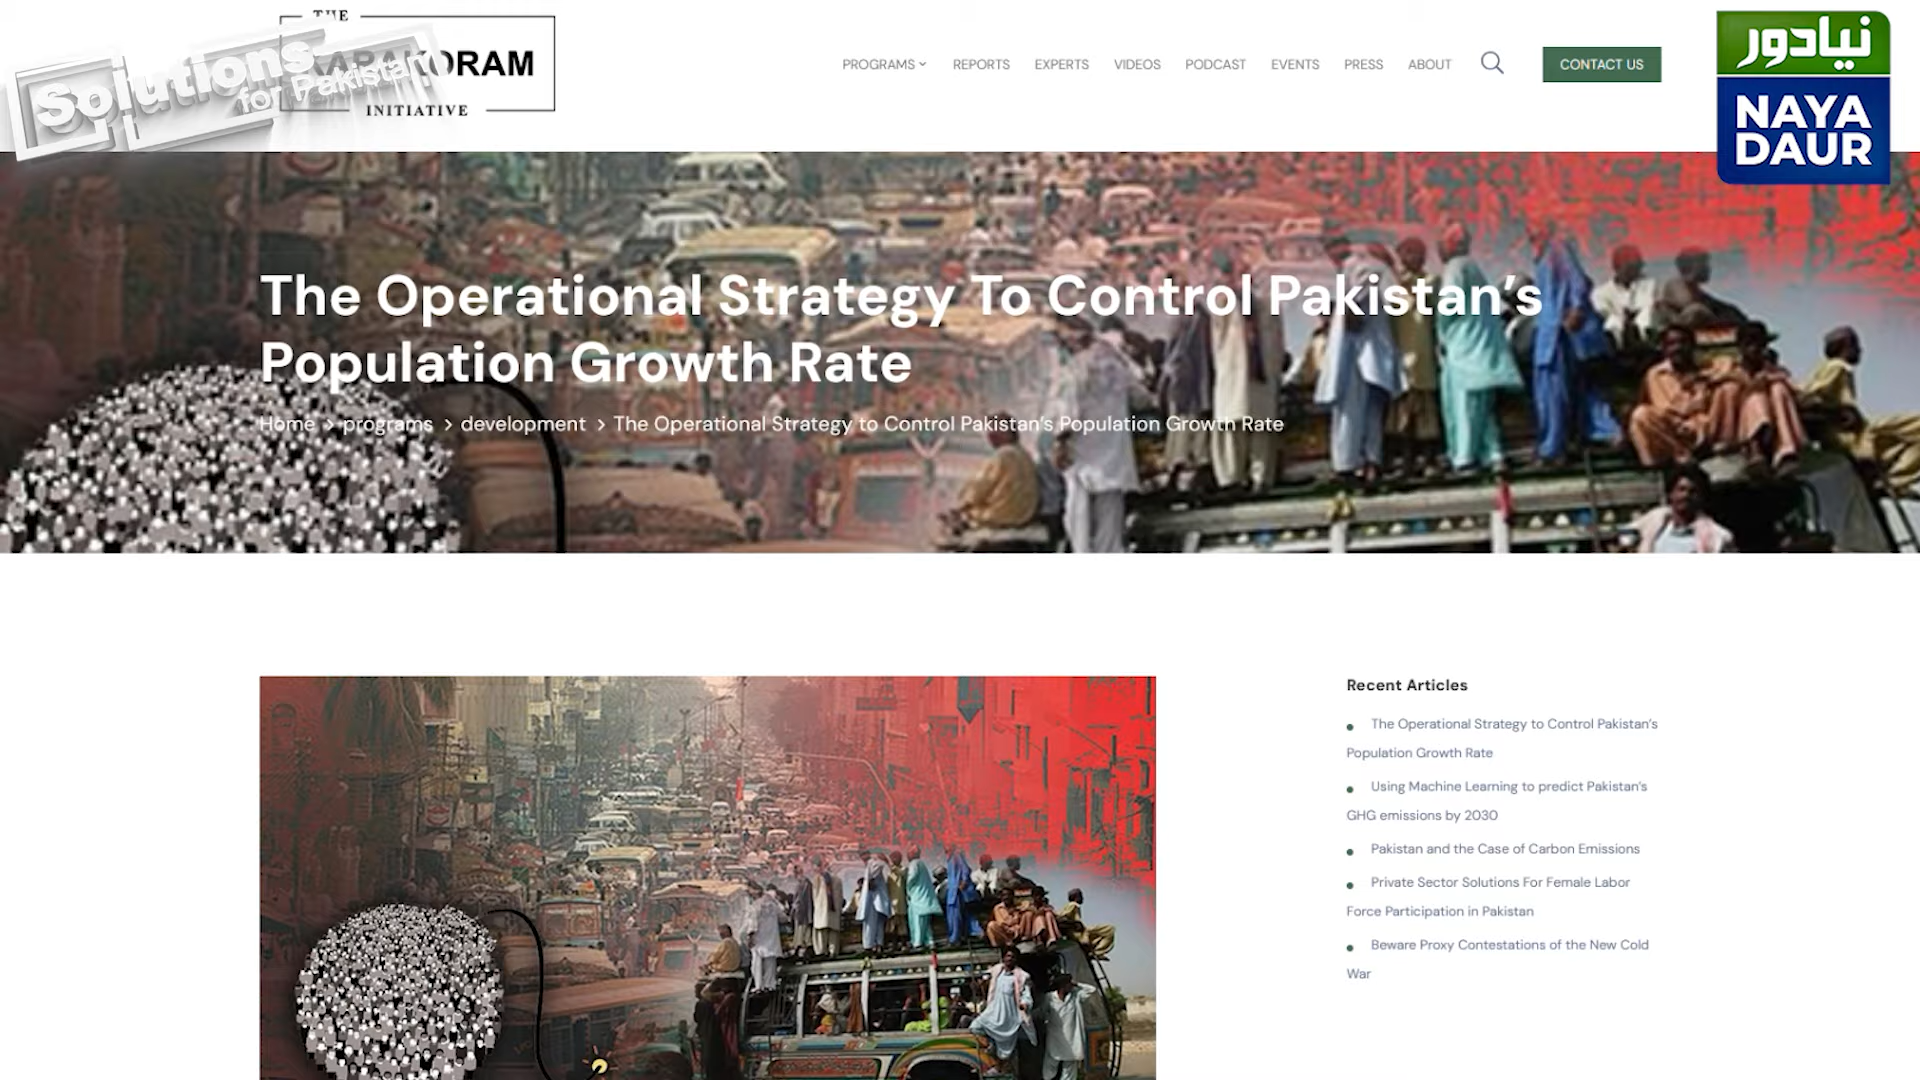 THE
Solutions
for Pakistan
KORAM
INITIATIVE
PROGRAMS
REPORTS
EXPERTS
VIDEOS
PODCAST
EVENTS
PRESS
ABOUT
CONTACT US
نیادور
NAYA
DAUR
The Operational Strategy To Control Pakistan’s
Population Growth Rate
Home > programs > development > The Operational Strategy to Control Pakistan’s Population Growth Rate
Recent Articles
The Operational Strategy to Control Pakistan’s
Population Growth Rate
Using Machine Learning to predict Pakistan’s
GHG emissions by 2030
Pakistan and the Case of Carbon Emissions
Private Sector Solutions For Female Labor
Force Participation in Pakistan
Beware Proxy Contestations of the New Cold
War